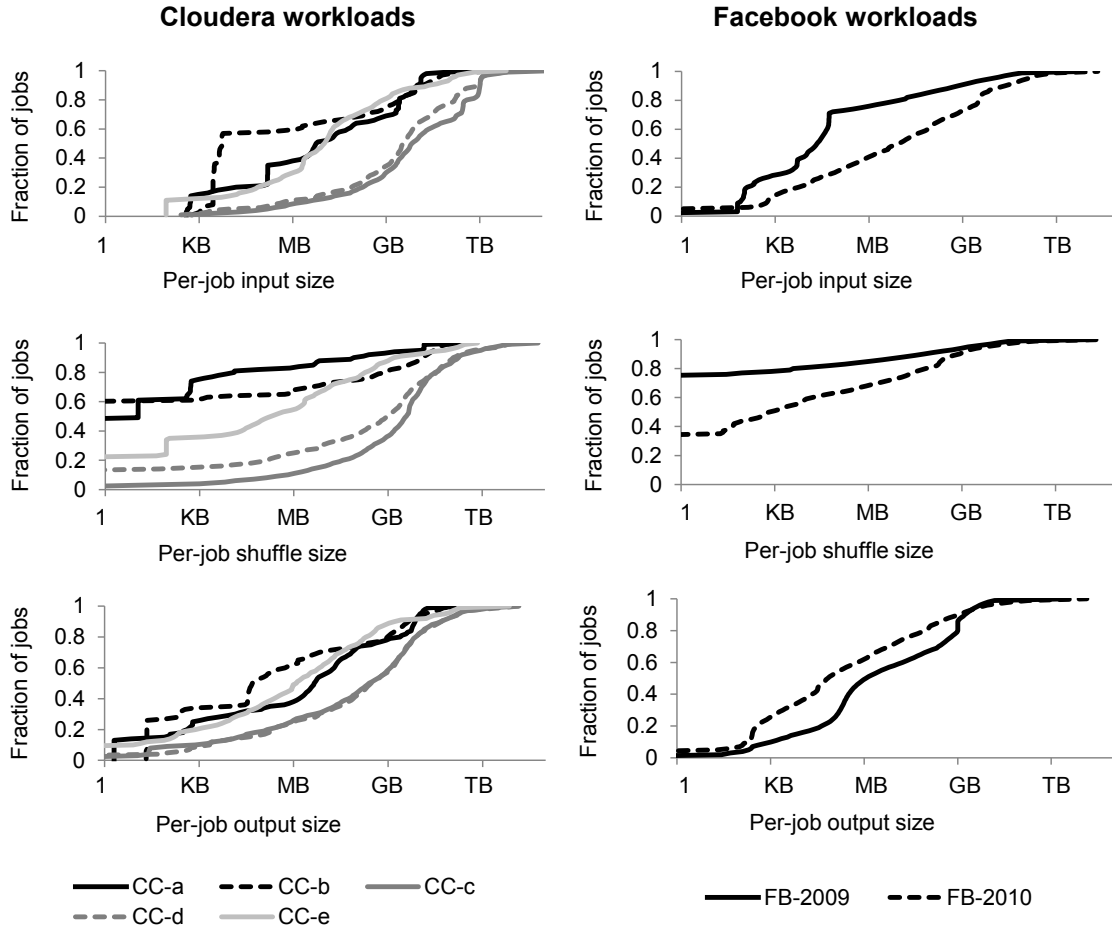 Cloudera workloads
Facebook workloads
Fraction of jobs
1
0.8
0.6
0.4
0.2
0
1 KB MB GB TB
Per-job input size
Fraction of jobs
1
0.8
0.6
0.4
0.2
0
1 KB MB GB TB
Per-job input size
Fraction of jobs
1
0.8
0.6
0.4
0.2
0
1 KB MB GB TB
Per-job shuffle size
Fraction of jobs
1
0.8
0.6
0.4
0.2
0
1 KB MB GB TB
Per-job shuffle size
Fraction of jobs
1
0.8
0.6
0.4
0.2
0
1 KB MB GB TB
Per-job output size
Fraction of jobs
1
0.8
0.6
0.4
0.2
0
1 KB MB GB TB
Per-job output size
CC-a CC-b CC-c
CC-d CC-e
FB-2009 FB-2010